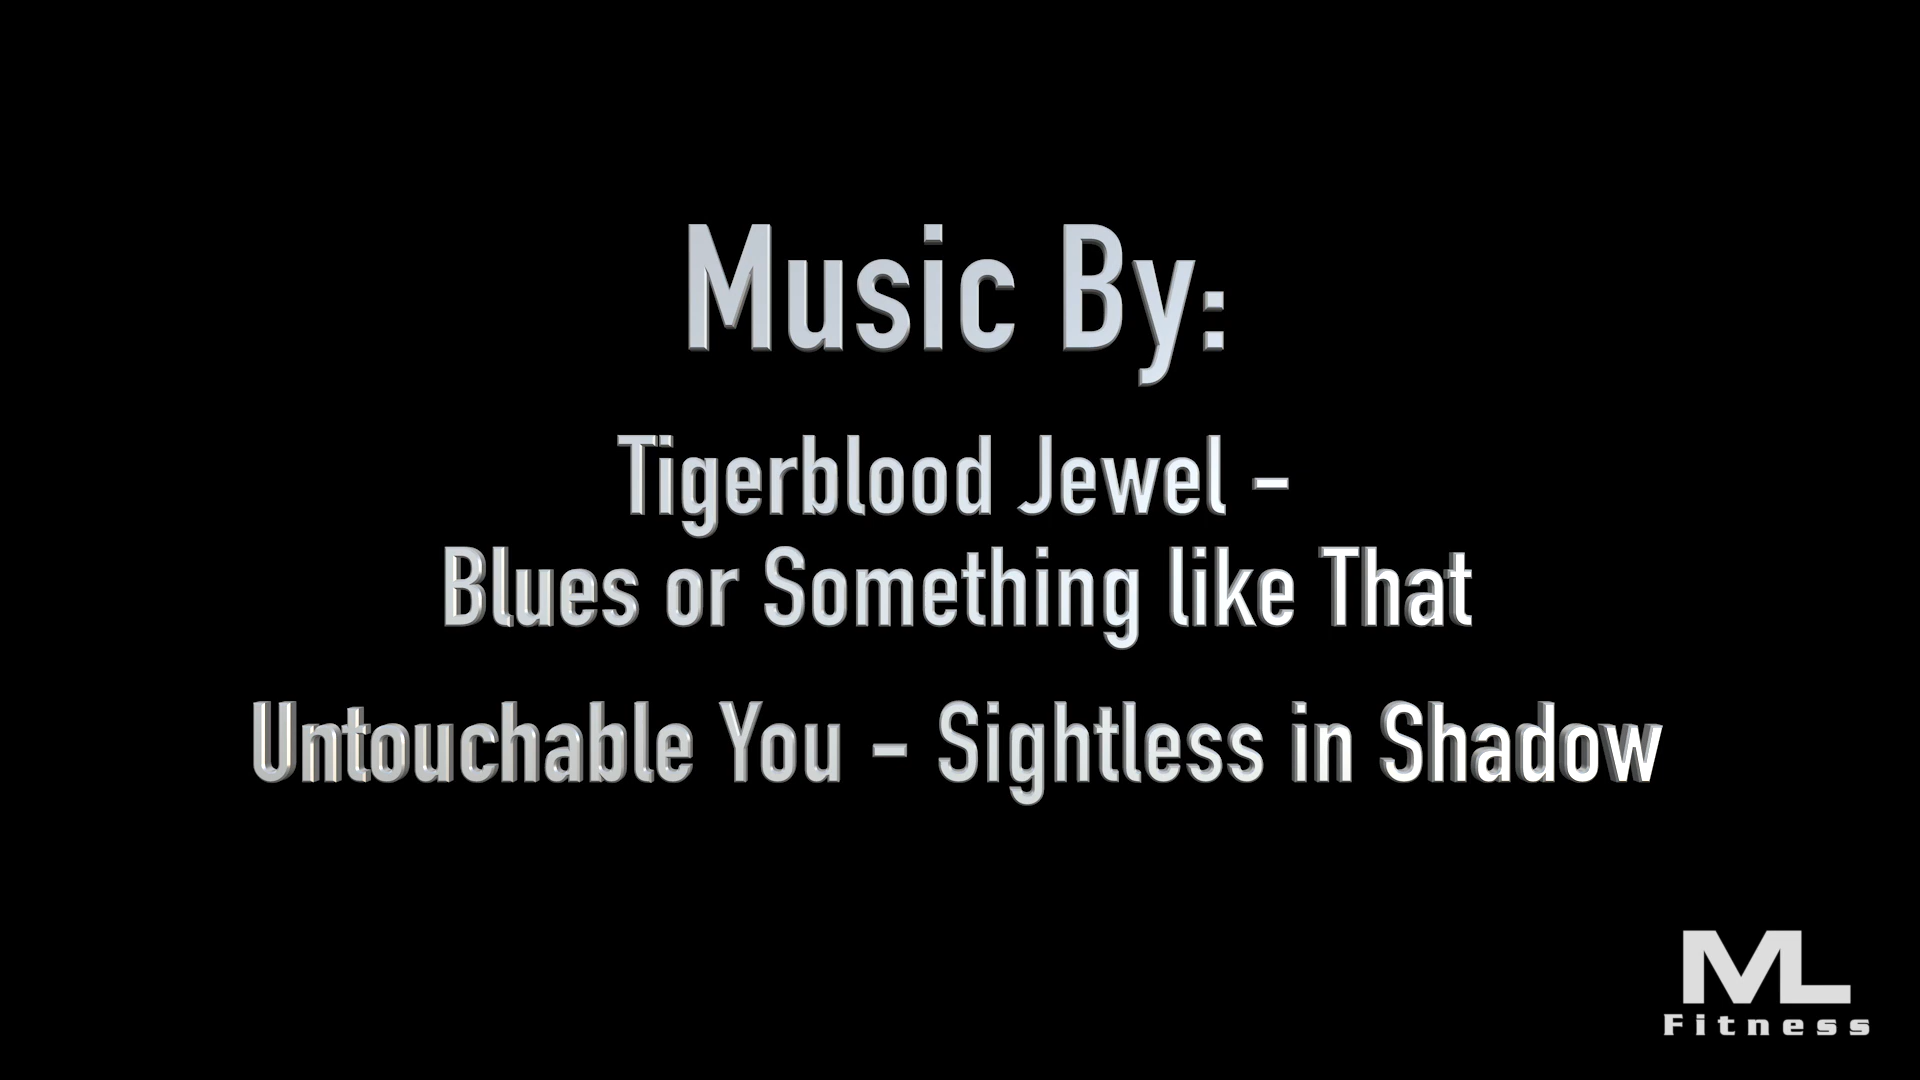 Music By:
Tigerblood Jewel -
Blues or Something like That
Untouchable You - Sightless in Shadow
ML
Fitness